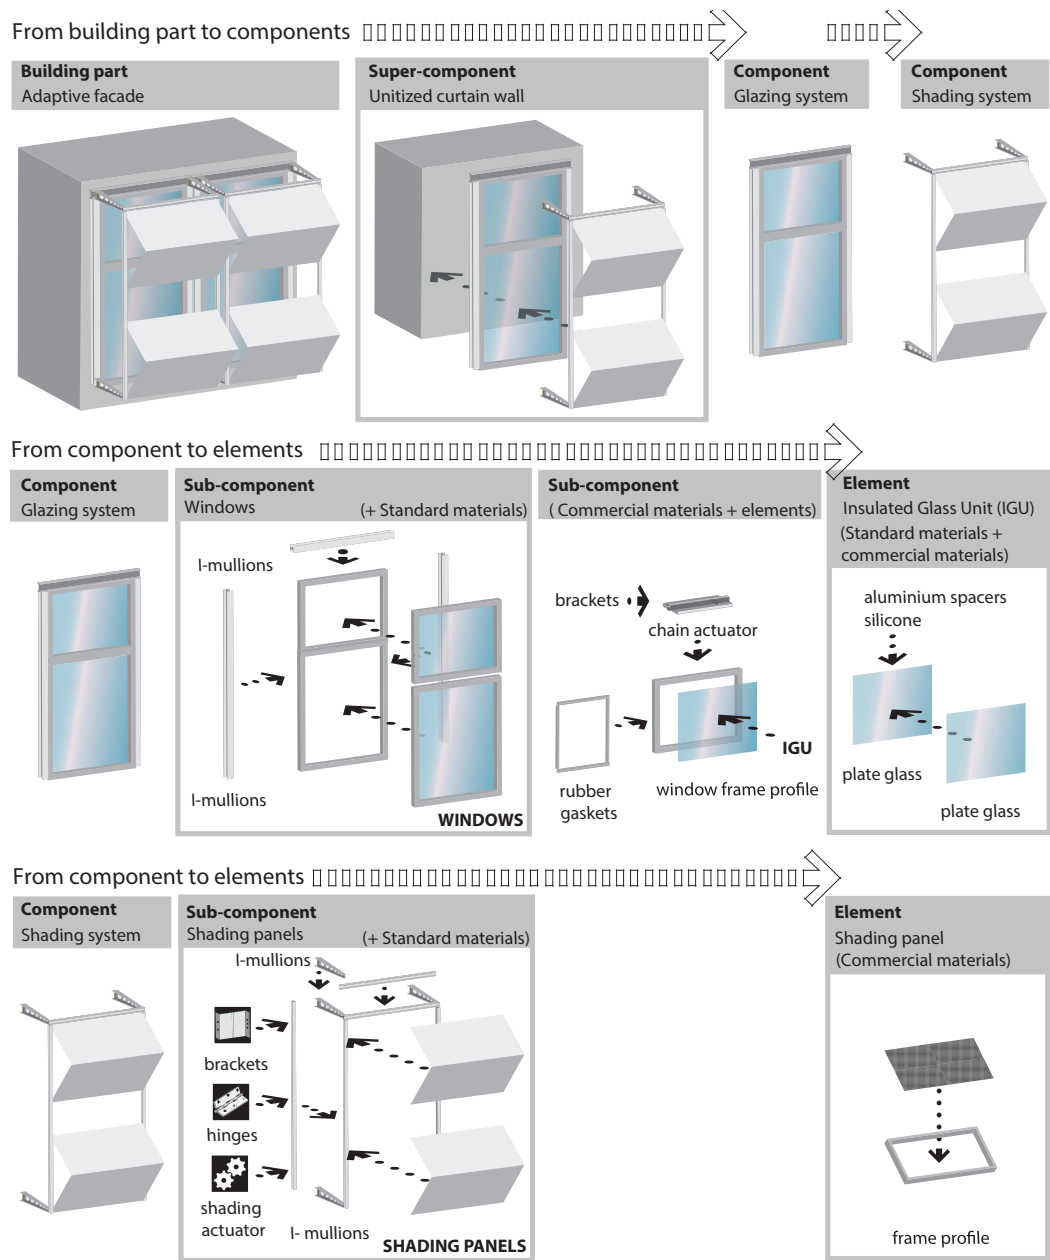 From building part to components
Building part
Adaptive facade
Super-component
Unitized curtain wall
Component
Glazing system
Component
Shading system
From component to elements
Component
Glazing system
Sub-component
Windows
(+ Standard materials)
I-mullions
I-mullions
WINDOWS
Sub-component
( Commercial materials + elements)
brackets
chain actuator
IGU
rubber
gaskets
window frame profile
Element
Insulated Glass Unit (IGU)
(Standard materials +
commercial materials)
aluminium spacers
silicone
plate glass
plate glass
From component to elements
Component
Shading system
Sub-component
Shading panels
(+ Standard materials)
I-mullions
brackets
hinges
shading
actuator
I- mullions
SHADING PANELS
Element
Shading panel
(Commercial materials)
frame profile